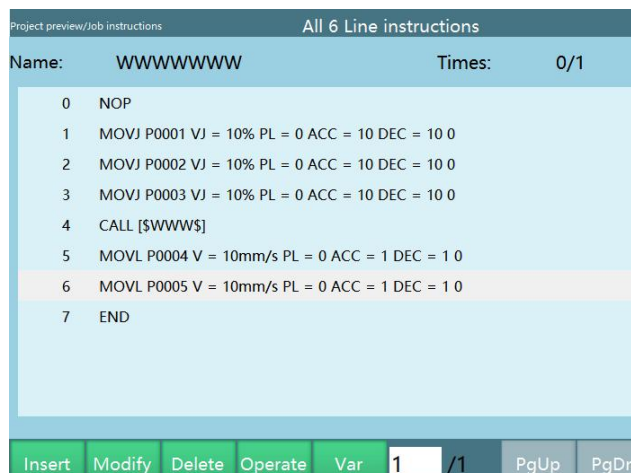 Project preview/Job instructions All 6 Line instructions
Name: WWWWWWW Times: 0/1
0 NOP
1 MOVJ P0001 VJ = 10% PL = 0 ACC = 10 DEC = 10 0
2 MOVJ P0002 VJ = 10% PL = 0 ACC = 10 DEC = 10 0
3 MOVJ P0003 VJ = 10% PL = 0 ACC = 10 DEC = 10 0
4 CALL [$WWW$]
5 MOVL P0004 V = 10mm/s PL = 0 ACC = 1 DEC = 1 0
6 MOVL P0005 V = 10mm/s PL = 0 ACC = 1 DEC = 1 0
7 END
Insert Modify Delete Operate Var 1 /1 PgUp